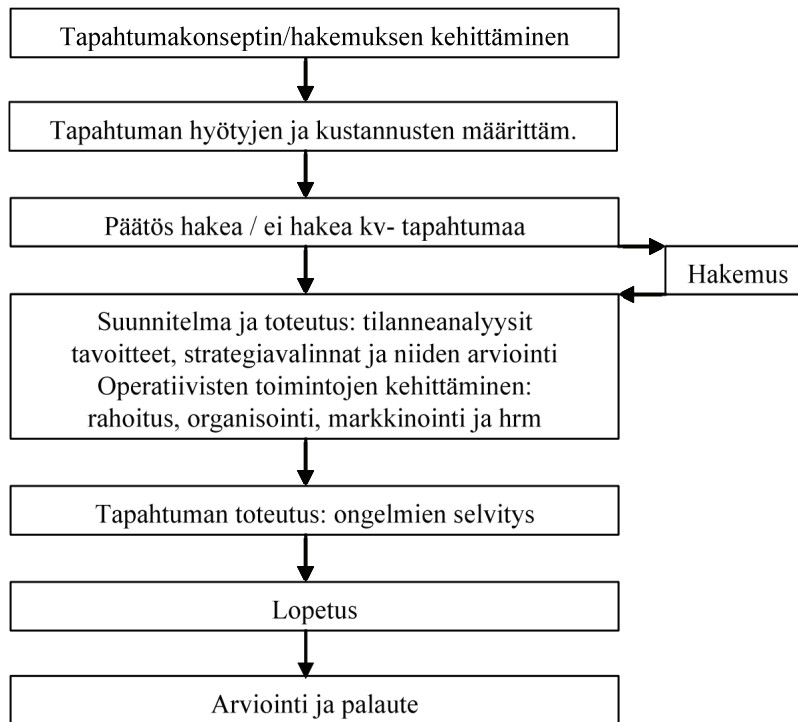 Tapahtumakonseptin/hakemuksen kehittäminen
Tapahtuman hyötyjen ja kustannusten määrittäm.
Päätös hakea / ei hakea kv- tapahtumaa
Hakemus
Suunnitelma ja toteutus: tilanneanalyysit
tavoitteet, strategiavalinnat ja niiden arviointi
Operatiivisten toimintojen kehittäminen:
rahoitus, organisointi, markkinointi ja hrm
Tapahtuman toteutus: ongelmien selvitys
Lopetus
Arviointi ja palaute